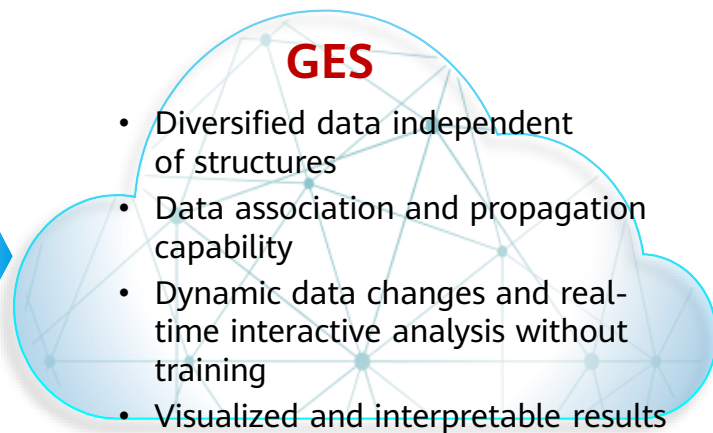 GES
• Diversified data independent
of structures
• Data association and propagation
capability
• Dynamic data changes and real-
time interactive analysis without
training
• Visualized and interpretable results